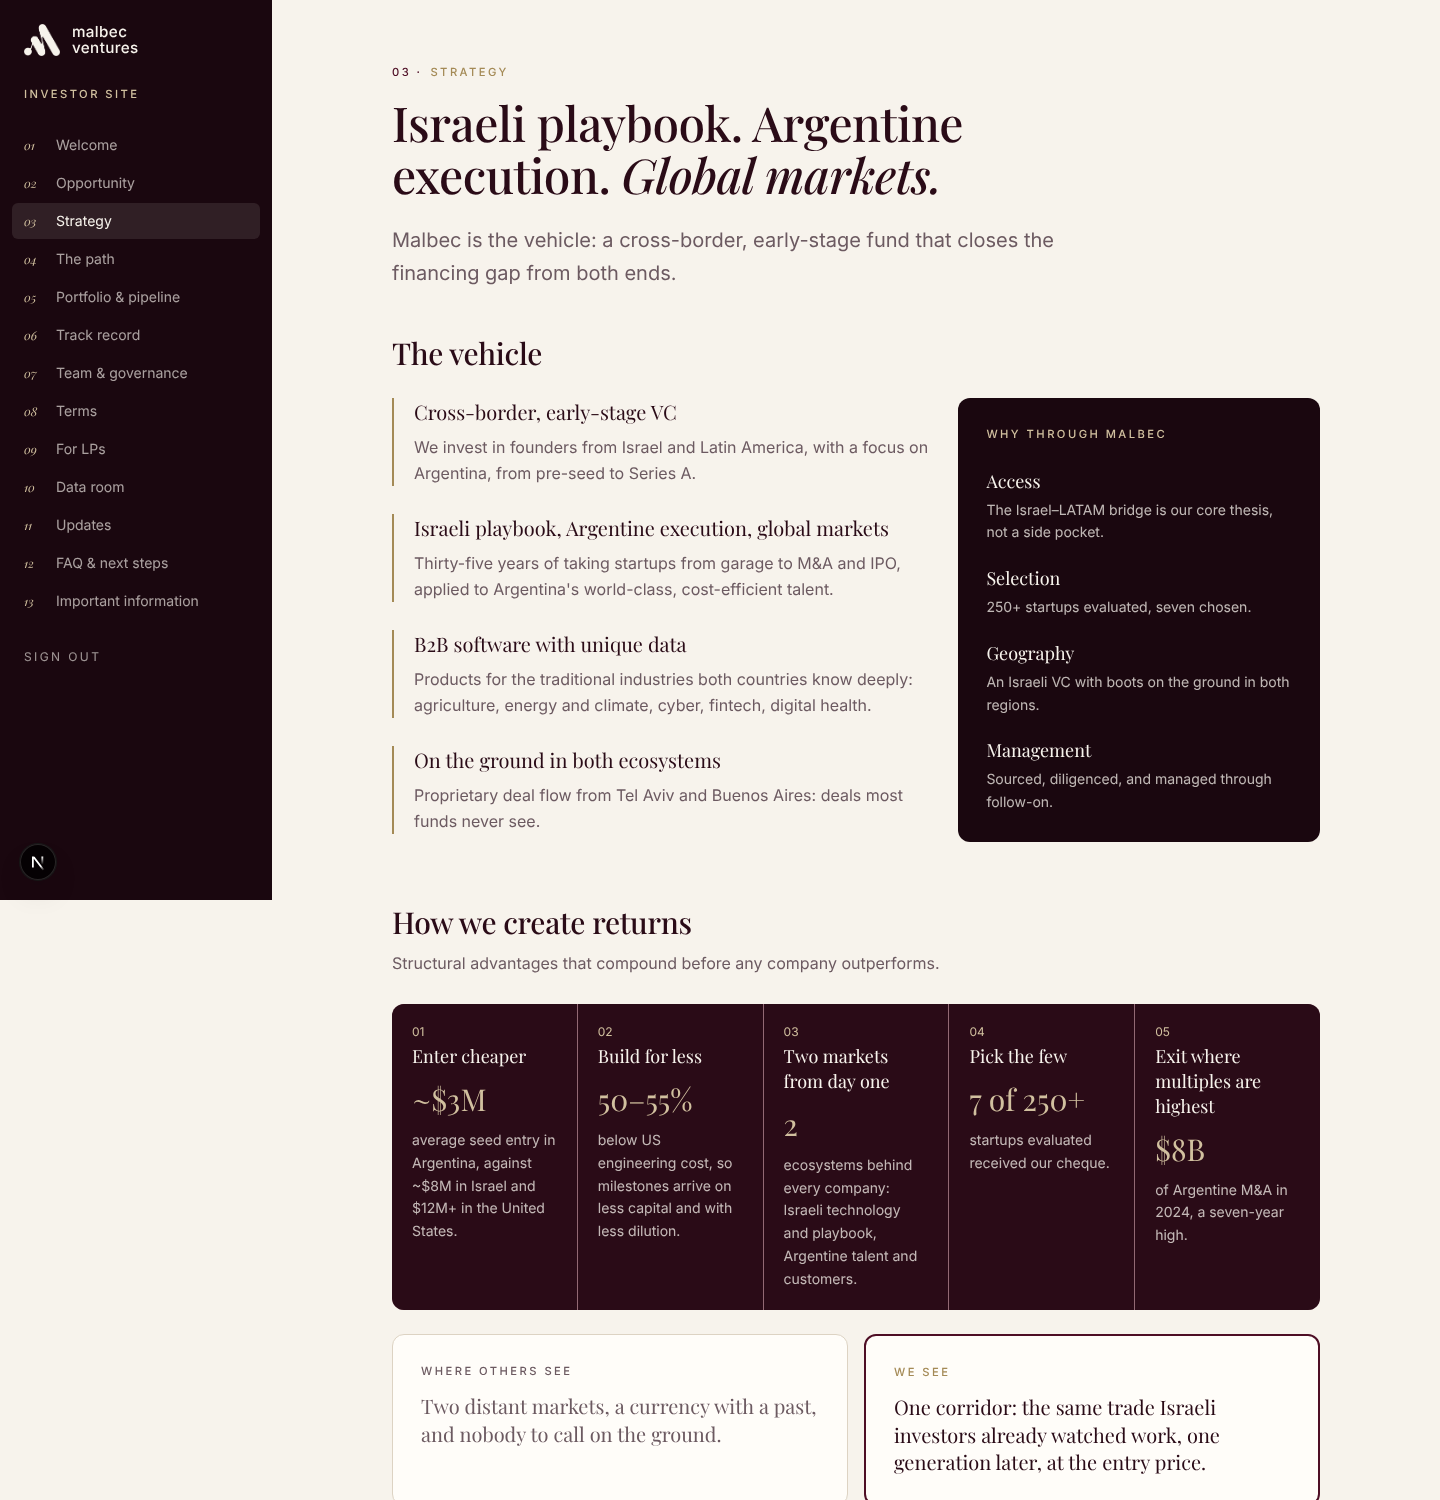 malbec
ventures
INVESTOR SITE
01 Welcome
02 Opportunity
03 Strategy
04 The path
05 Portfolio & pipeline
06 Track record
07 Team & governance
08 Terms
09 For LPs
10 Data room
11 Updates
12 FAQ & next steps
13 Important information
SIGN OUT
N
03 · STRATEGY
Israeli playbook. Argentine
execution. Global markets.
Malbec is the vehicle: a cross-border, early-stage fund that closes the
financing gap from both ends.
The vehicle
Cross-border, early-stage VC
We invest in founders from Israel and Latin America, with a focus on
Argentina, from pre-seed to Series A.
Israeli playbook, Argentine execution, global markets
Thirty-five years of taking startups from garage to M&A and IPO,
applied to Argentina's world-class, cost-efficient talent.
B2B software with unique data
Products for the traditional industries both countries know deeply:
agriculture, energy and climate, cyber, fintech, digital health.
On the ground in both ecosystems
Proprietary deal flow from Tel Aviv and Buenos Aires: deals most
funds never see.
WHY THROUGH MALBEC
Access
The Israel–LATAM bridge is our core thesis,
not a side pocket.
Selection
250+ startups evaluated, seven chosen.
Geography
An Israeli VC with boots on the ground in both
regions.
Management
Sourced, diligenced, and managed through
follow-on.
How we create returns
Structural advantages that compound before any company outperforms.
01
Enter cheaper
~$3M
average seed entry in
Argentina, against
~$8M in Israel and
$12M+ in the United
States.
02
Build for less
50–55%
below US
engineering cost, so
milestones arrive on
less capital and with
less dilution.
03
Two markets
from day one
2
ecosystems behind
every company:
Israeli technology
and playbook,
Argentine talent and
customers.
04
Pick the few
7 of 250+
startups evaluated
received our cheque.
05
Exit where
multiples are
highest
$8B
of Argentine M&A in
2024, a seven-year
high.
WHERE OTHERS SEE
Two distant markets, a currency with a past,
and nobody to call on the ground.
WE SEE
One corridor: the same trade Israeli
investors already watched work, one
generation later, at the entry price.